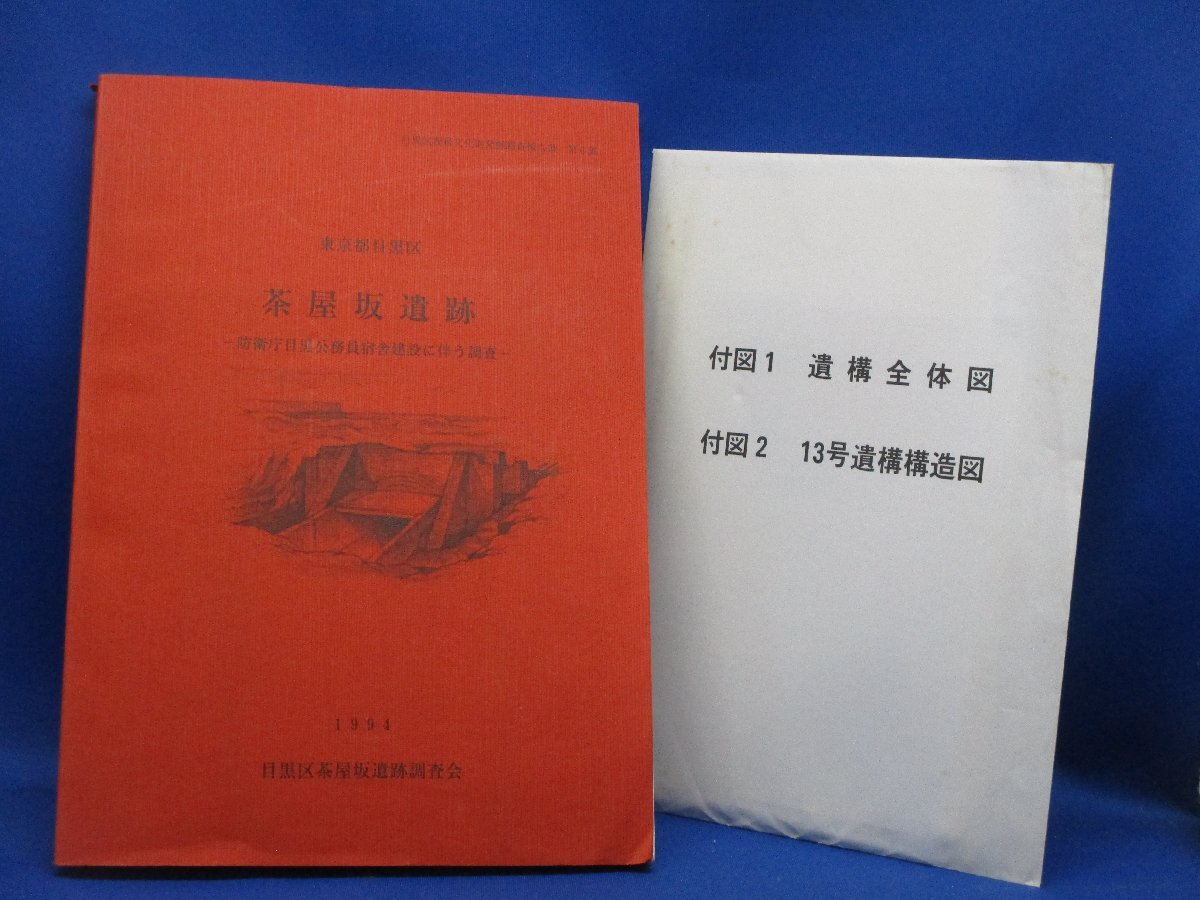 東京都目黒区
茶屋坂遺跡
－防衛庁目黒公務員宿舎建設に伴う調査－
1994
目黒区茶屋坂遺跡調査会
付図1 遺構全体図
付図2 13号遺構構造図